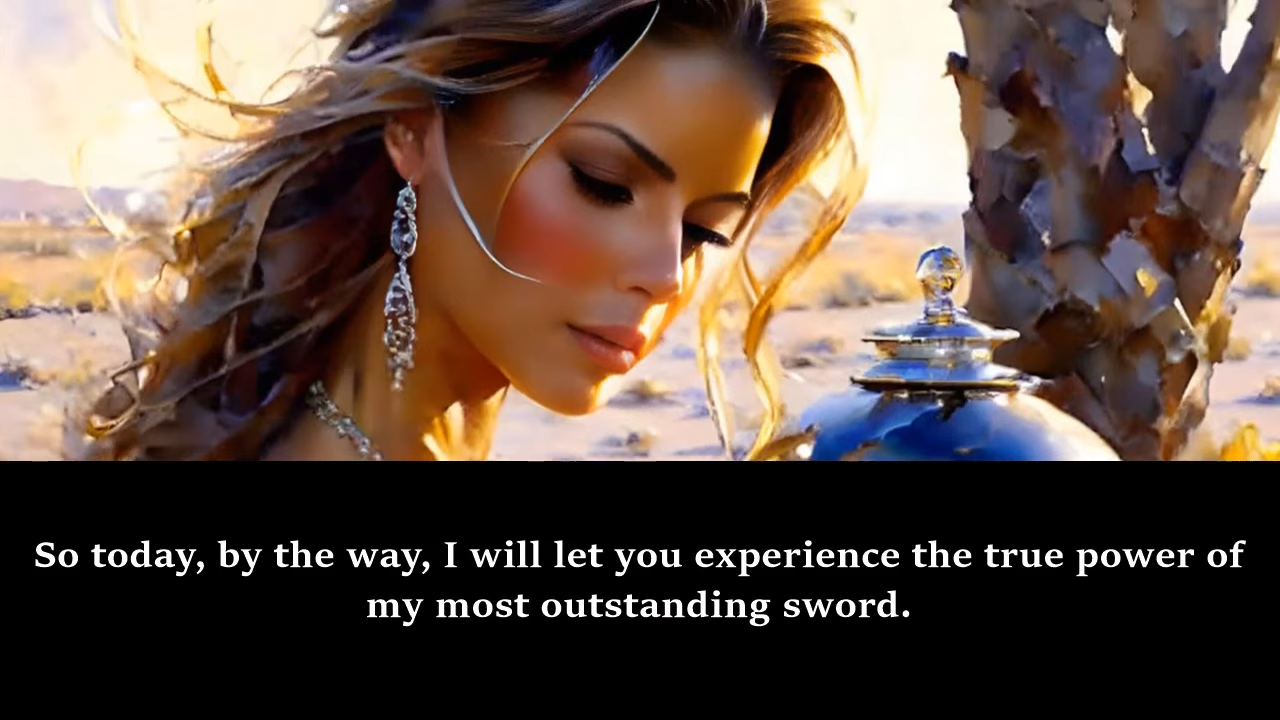 So today, by the way, I will let you experience the true power of
my most outstanding sword.